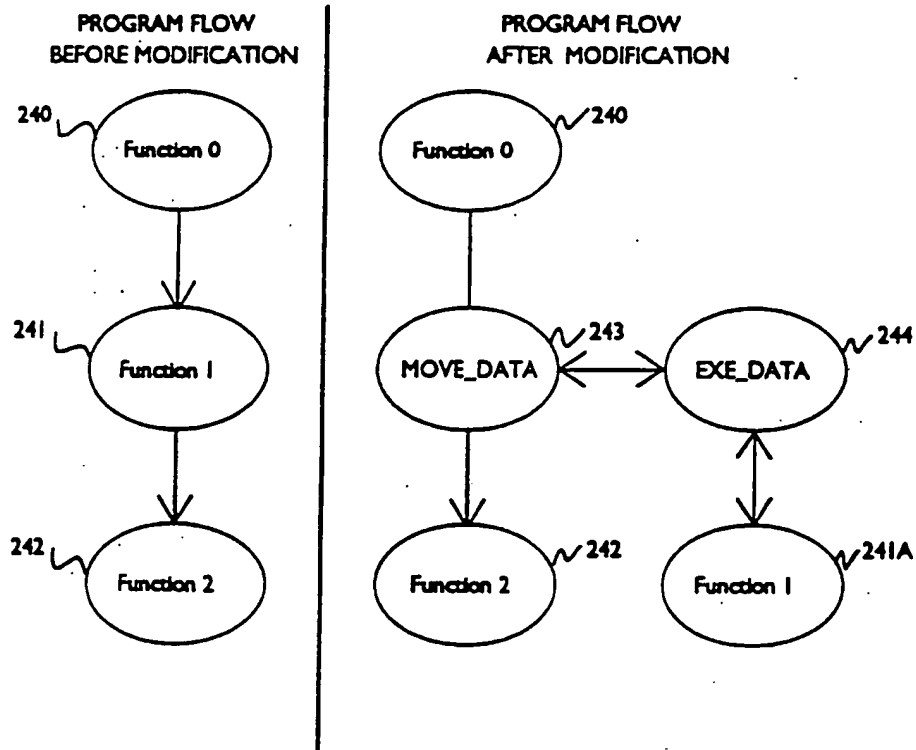 PROGRAM FLOW
BEFORE MODIFICATION
240
Function 0
241
Function 1
242
Function 2
PROGRAM FLOW
AFTER MODIFICATION
240
Function 0
243
MOVE_DATA
244
EXE_DATA
242
Function 2
241A
Function 1